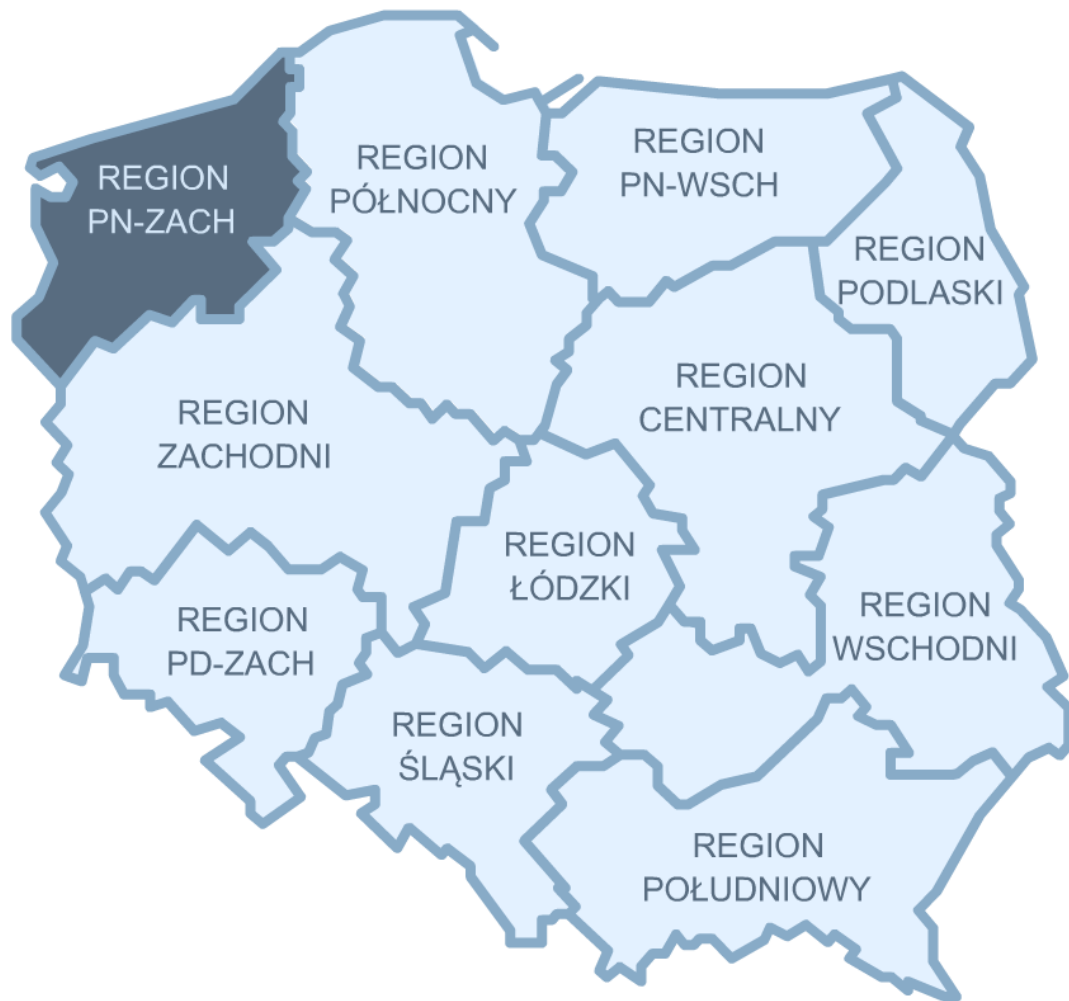 REGION
PN-ZACH
REGION
PÓŁNOCNY
REGION
PN-WSCH
REGION
PODLASKI
REGION
ZACHODNI
REGION
CENTRALNY
REGION
ŁÓDZKI
REGION
PD-ZACH
REGION
WSCHODNI
REGION
ŚLĄSKI
REGION
POŁUDNIOWY